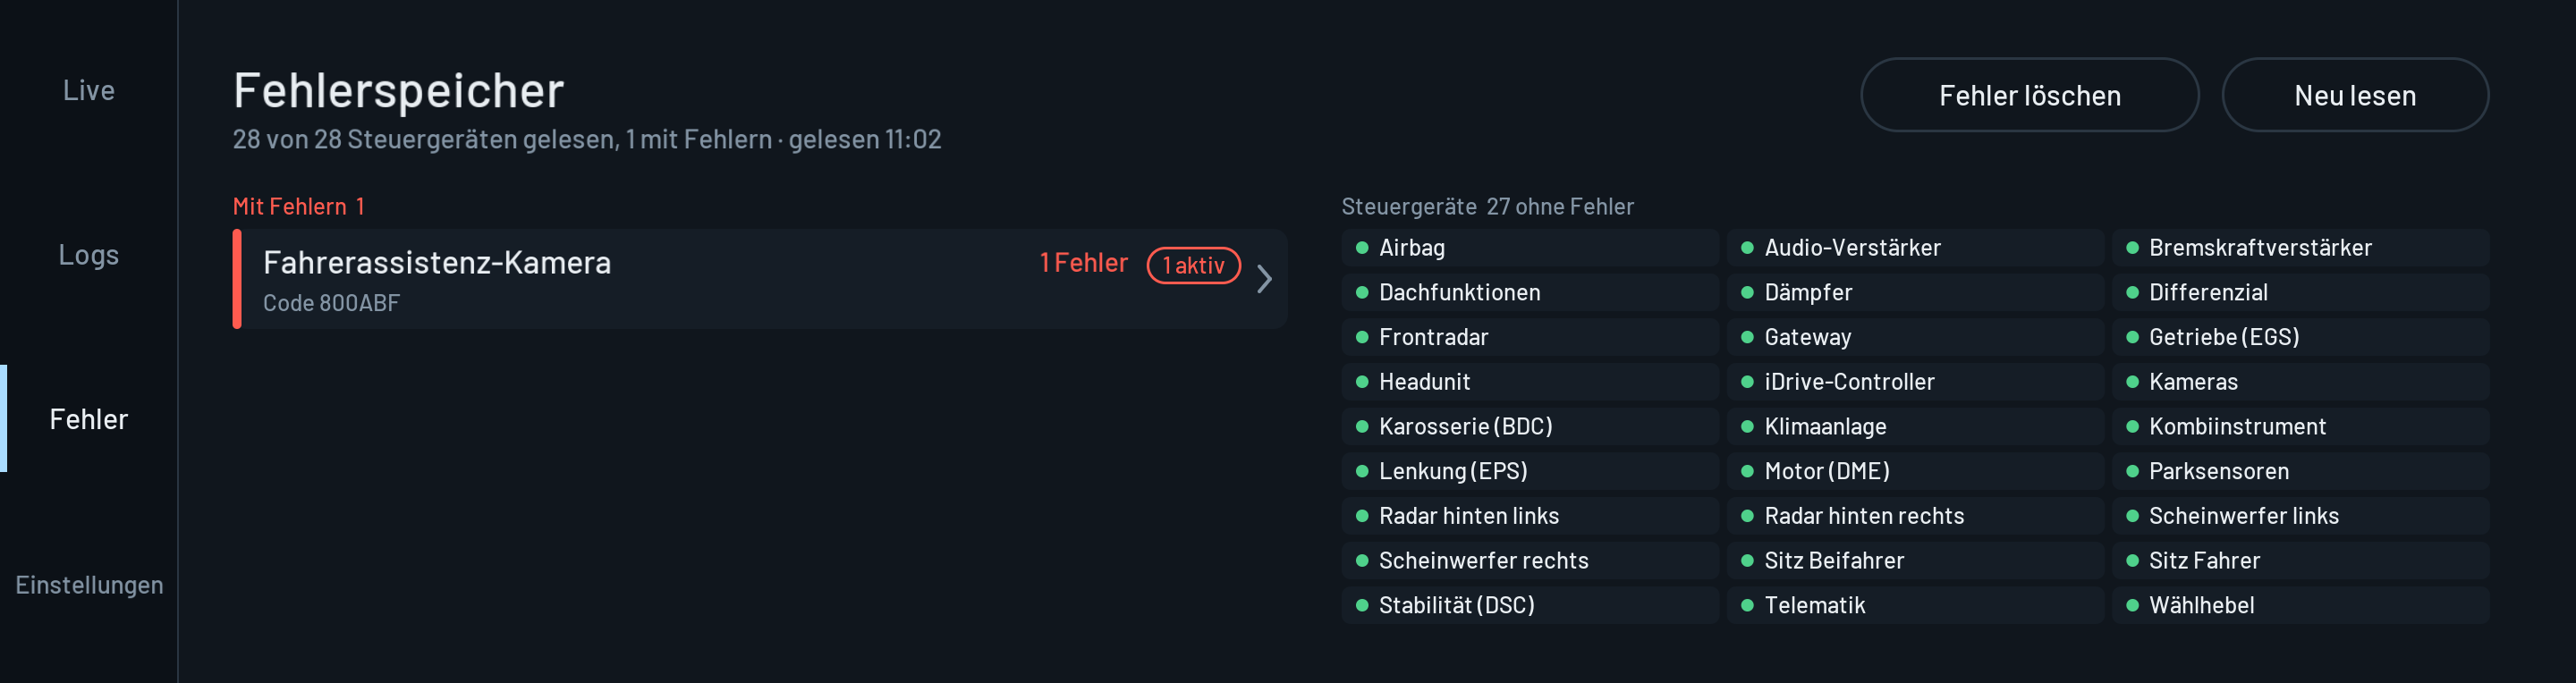 Live
Logs
Fehler
Einstellungen
Fehlerspeicher
28 von 28 Steuergeräten gelesen, 1 mit Fehlern · gelesen 11:02
Fehler löschen
Neu lesen
Mit Fehlern 1
Fahrerassistenz-Kamera
Code 800ABF
1 Fehler
1 aktiv
Steuergeräte 27 ohne Fehler
Airbag
Audio-Verstärker
Bremskraftverstärker
Dachfunktionen
Dämpfer
Differenzial
Frontradar
Gateway
Getriebe (EGS)
Headunit
iDrive-Controller
Kameras
Karosserie (BDC)
Klimaanlage
Kombiinstrument
Lenkung (EPS)
Motor (DME)
Parksensoren
Radar hinten links
Radar hinten rechts
Scheinwerfer links
Scheinwerfer rechts
Sitz Beifahrer
Sitz Fahrer
Stabilität (DSC)
Telematik
Wählhebel